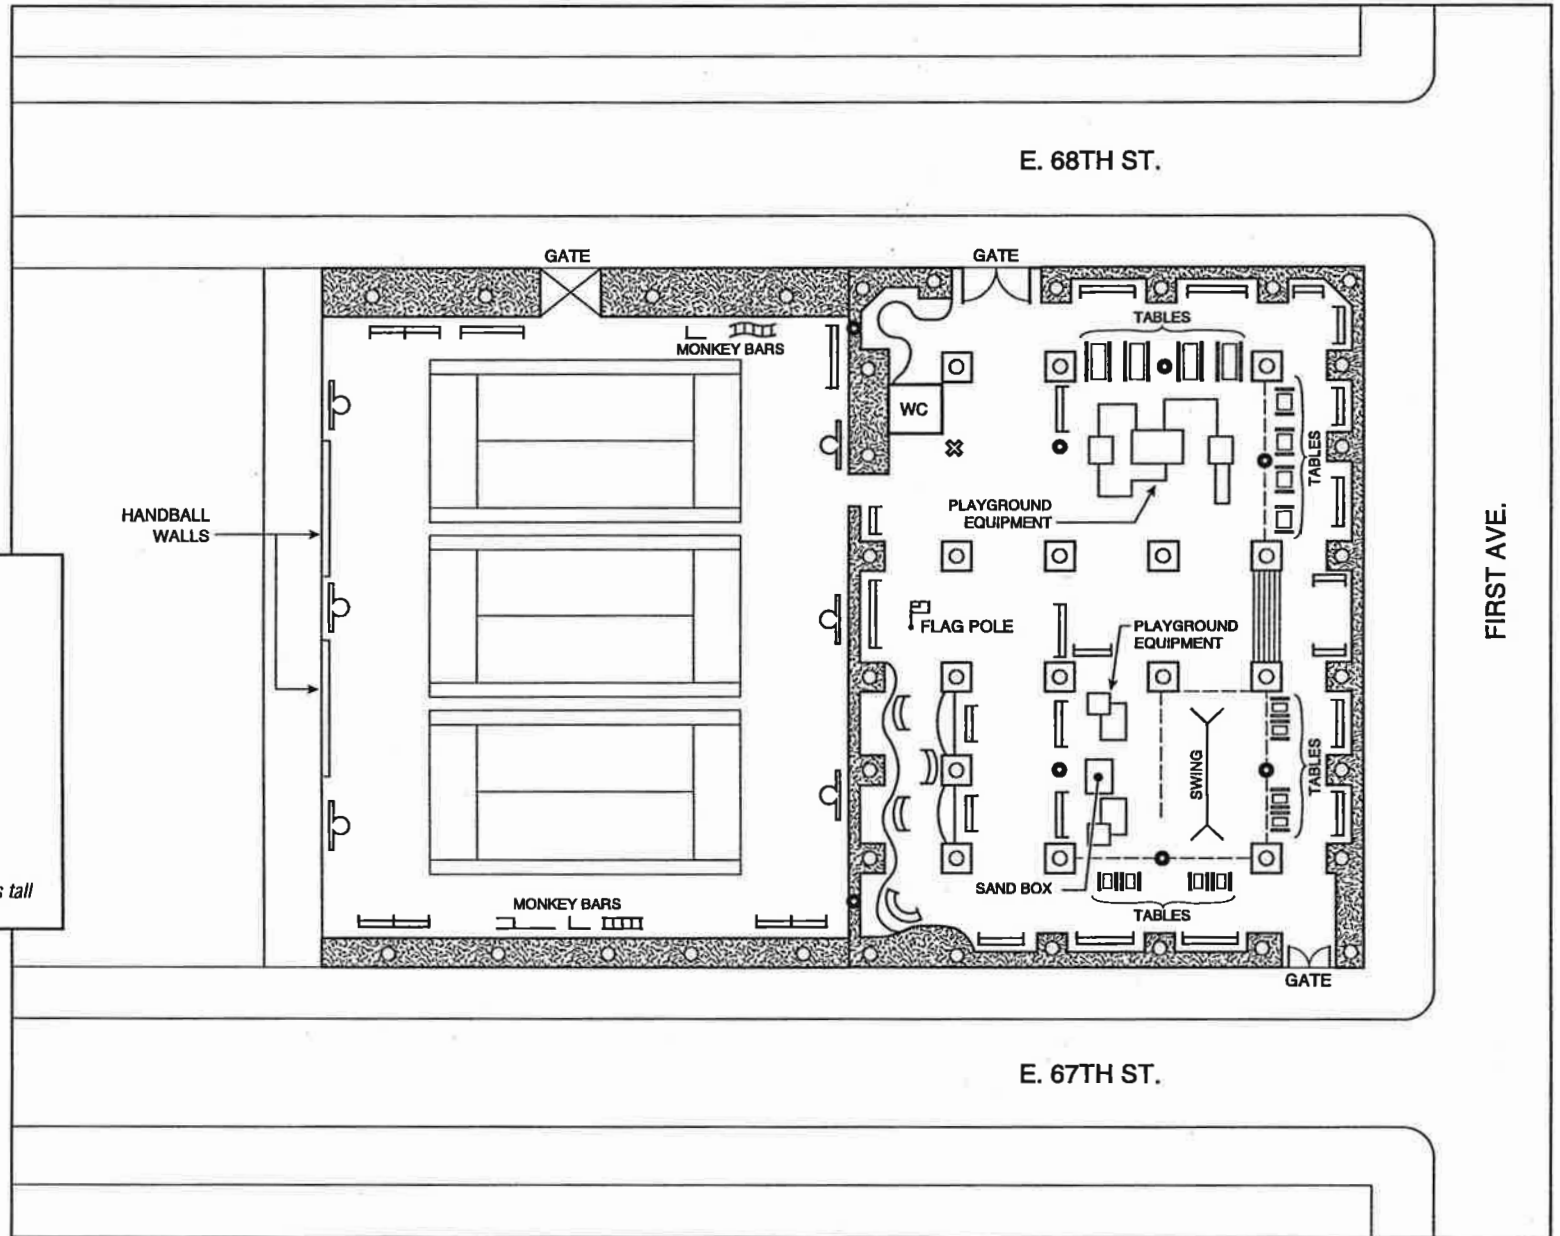 E. 68TH ST.
GATE
GATE
TABLES
MONKEY BARS
WC
TABLES
HANDBALL
WALLS
PLAYGROUND
EQUIPMENT
FIRST AVE.
FLAG POLE
PLAYGROUND
EQUIPMENT
SWING
TABLES
s tall
SAND BOX
MONKEY BARS
TABLES
GATE
E. 67TH ST.